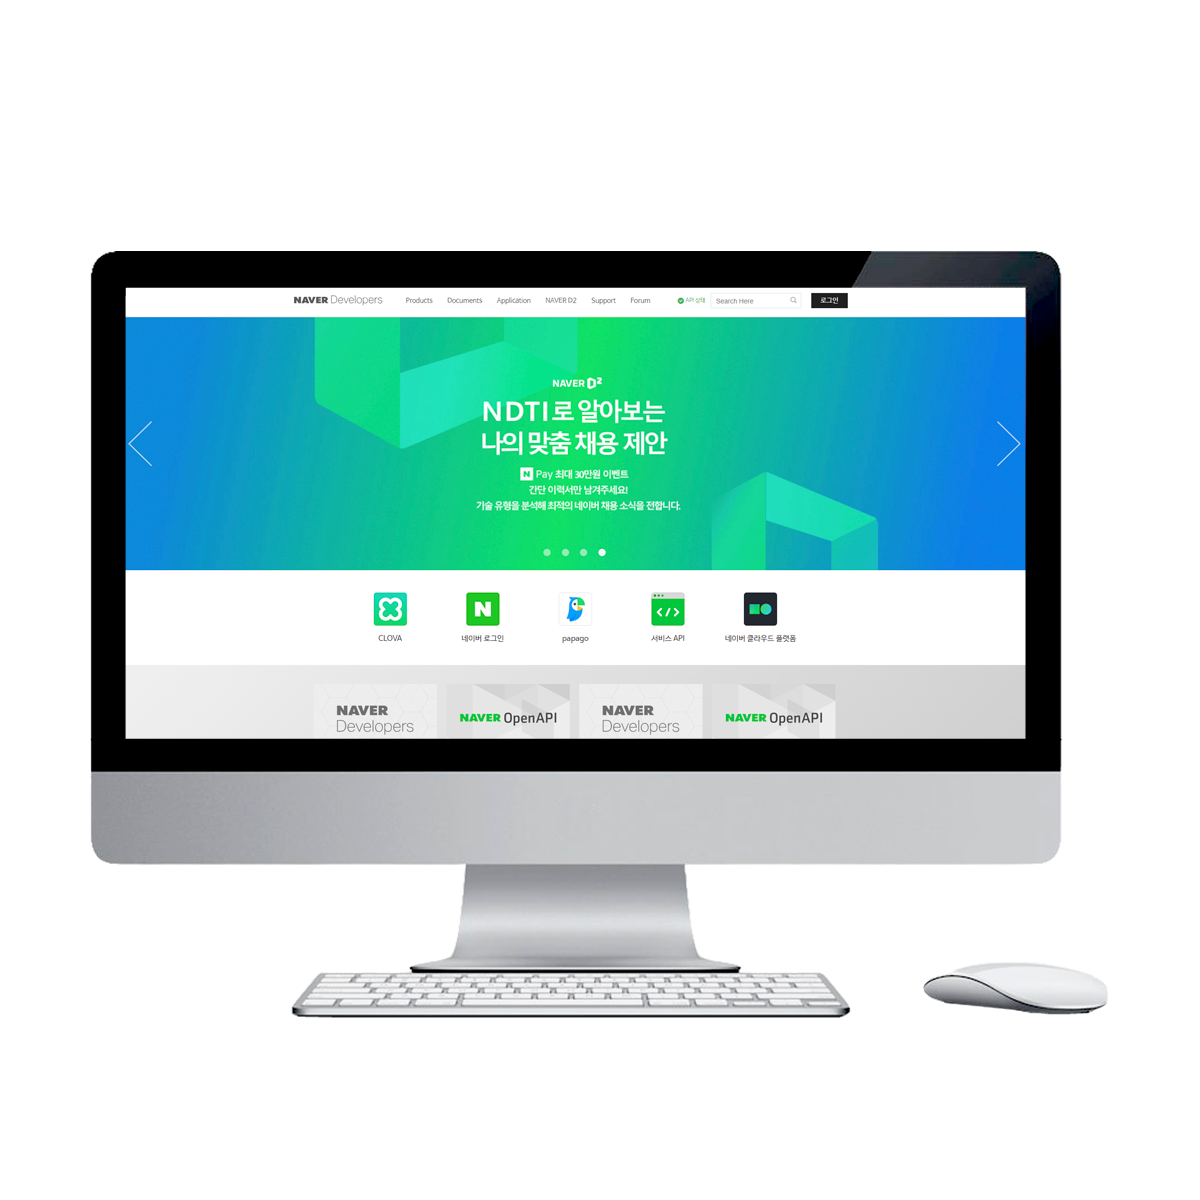 NAVER Developers
Products Documents Application NAVER D2 Support Forum
API 상태 Search Here 로그인
NAVER D2
NDTI로 알아보는
나의 맞춤 채용 제안
N Pay 최대 30만원 이벤트
간단 이력서만 남겨주세요!
기술 유형을 분석해 최적의 네이버 채용 소식을 전합니다.
N
CLOVA 네이버 로그인 papago 서비스 API 네이버 클라우드 플랫폼
NAVER Developers
NAVER OpenAPI
NAVER Developers
NAVER OpenAPI